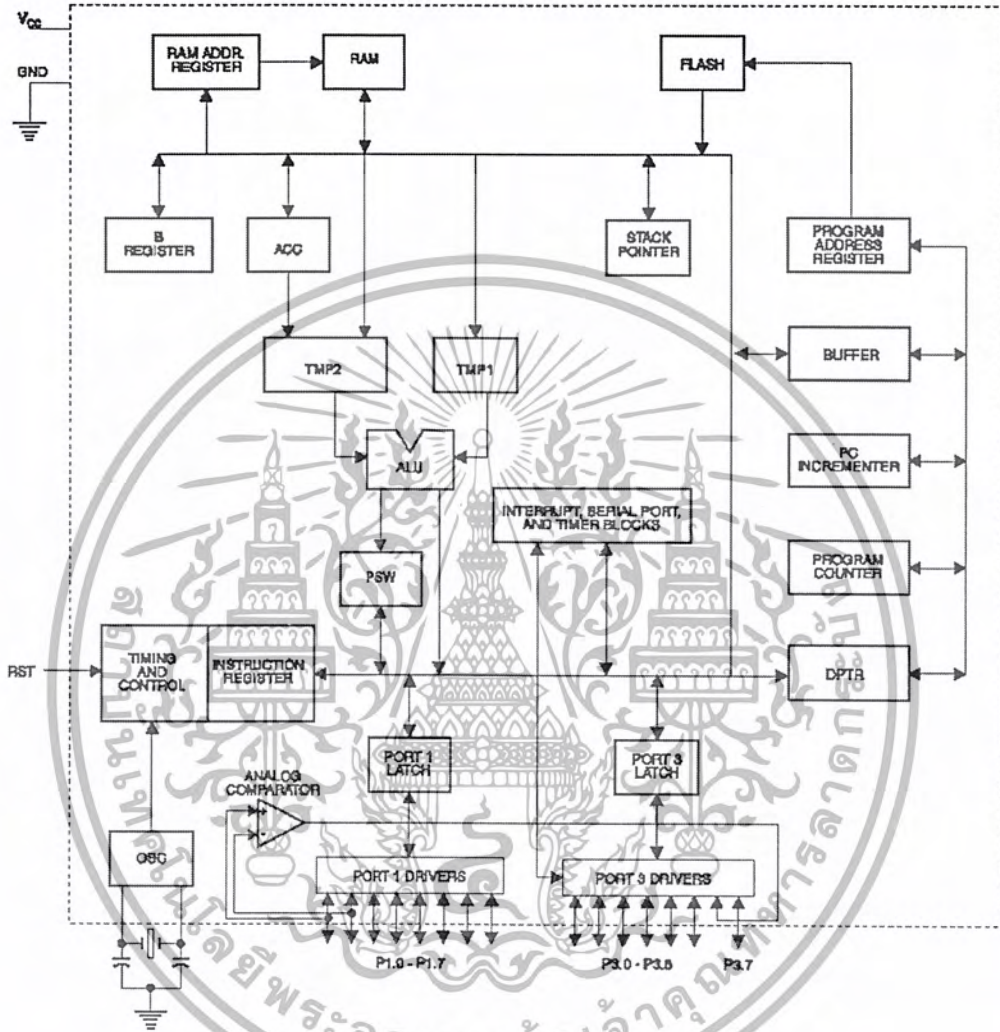 VCC
GND
RAM ADDR.
REGISTER
RAM
FLASH
B
REGISTER
ACC
STACK
POINTER
PROGRAM
ADDRESS
REGISTER
TMP2
TMP1
BUFFER
ALU
PC
INCREMENTER
INTERRUPT, SERIAL PORT,
AND TIMER BLOCKS
PSW
PROGRAM
COUNTER
RST
TIMING
AND
CONTROL
INSTRUCTION
REGISTER
DPTR
PORT 1
LATCH
PORT 3
LATCH
ANALOG
COMPARATOR
+
-
OSC
PORT 1 DRIVERS
PORT 3 DRIVERS
P1.0 - P1.7
P3.0 - P3.5
P3.7